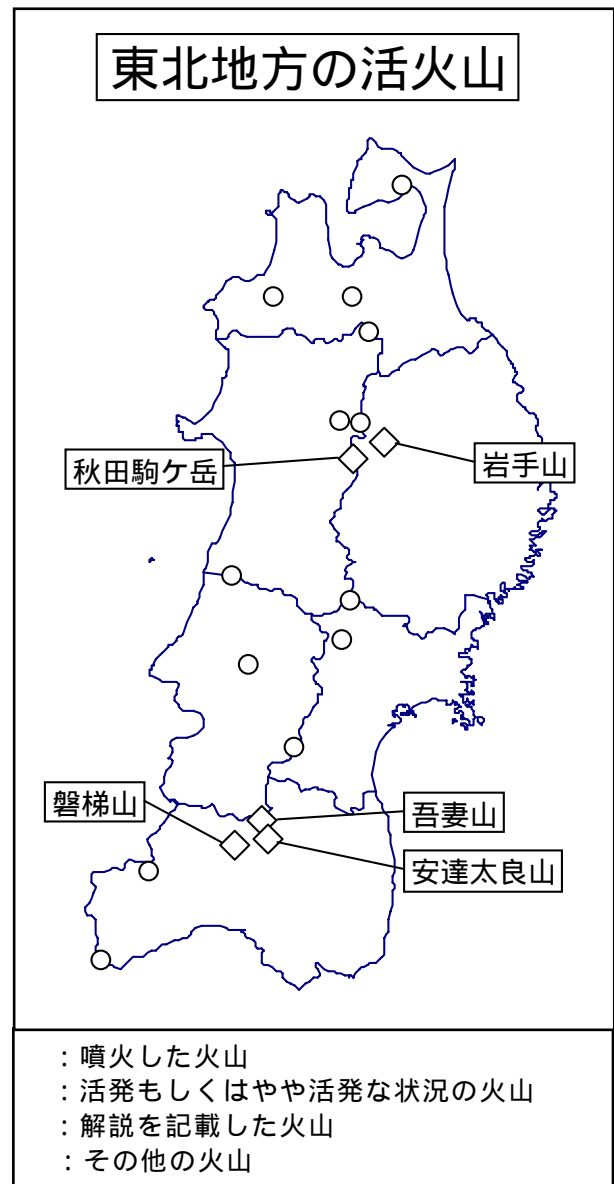 東北地方の活火山
秋田駒ケ岳
岩手山
磐梯山
吾妻山
安達太良山
：噴火した火山
：活発もしくはやや活発な状況の火山
：解説を記載した火山
：その他の火山